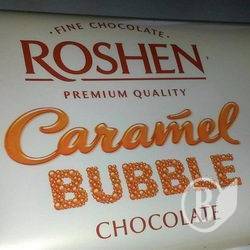 · FINE CHOCOLATE ·
ROSHEN
PREMIUM QUALITY
Caramel
BUBBLE
CHOCOLATE